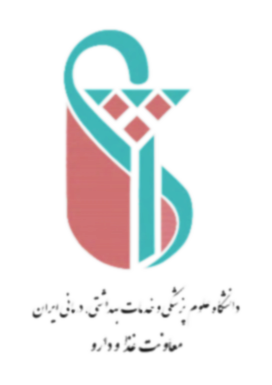 دانشگاه علوم پزشکی و خدمات بهداشتی، درمانی ایران
معاونت غذا و دارو